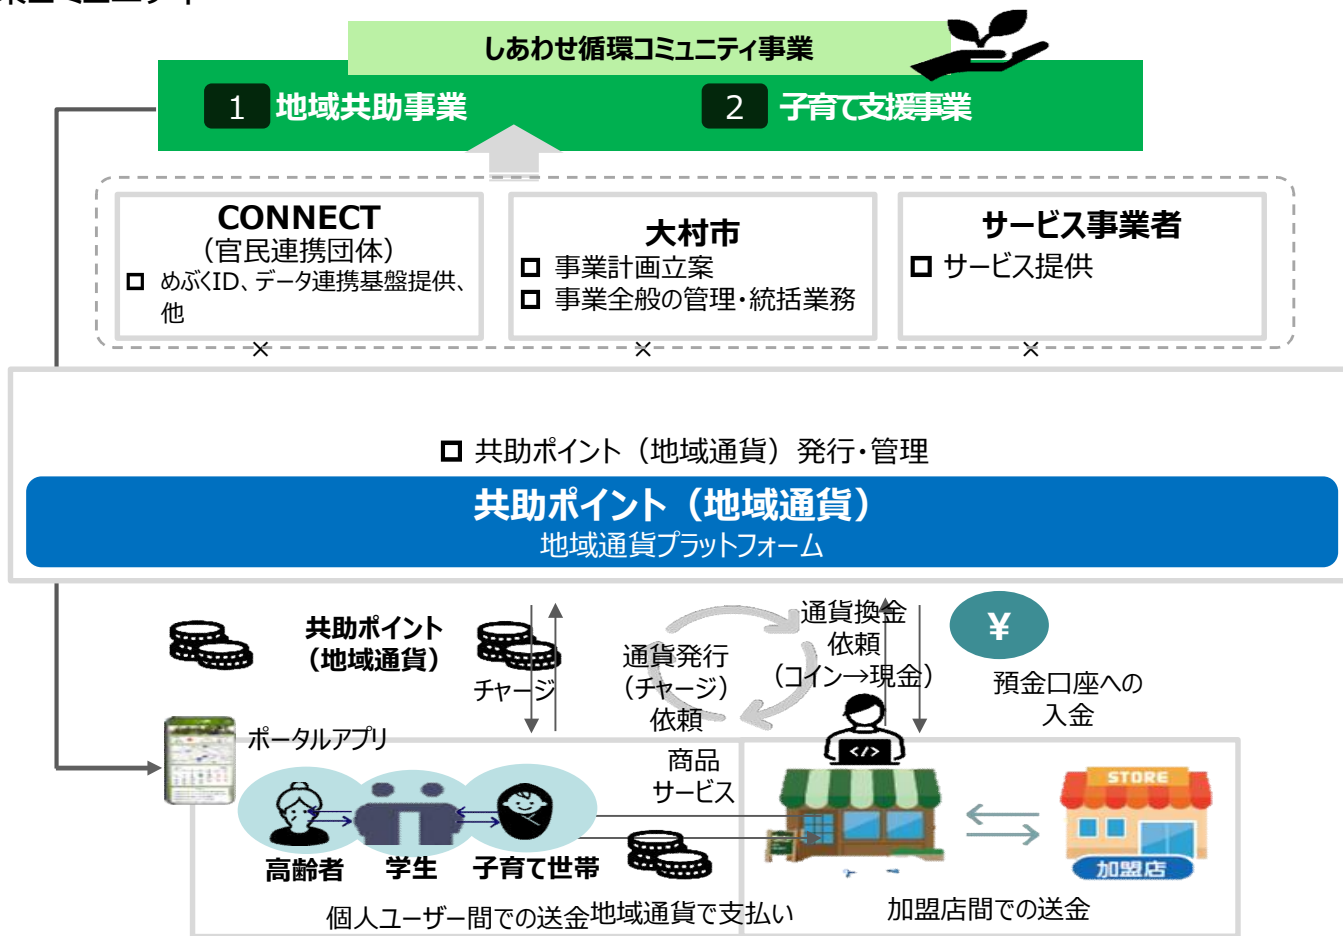 しあわせ循環コミュニティ事業
1 地域共助事業
2 子育て支援事業
CONNECT
（官民連携団体）
めぶくID、データ連携基盤提供、
他
大村市
事業計画立案
事業全般の管理・統括業務
サービス事業者
サービス提供
×
×
×
共助ポイント（地域通貨）発行・管理
共助ポイント（地域通貨）
地域通貨プラットフォーム
共助ポイント
（地域通貨）
チャージ
通貨発行
（チャージ）
依頼
通貨換金
依頼
（コイン→現金）
¥
預金口座への
入金
ポータルアプリ
商品
サービス
</>
STORE
加盟店
高齢者
学生
子育て世帯
個人ユーザー間での送金
地域通貨で支払い
加盟店間での送金